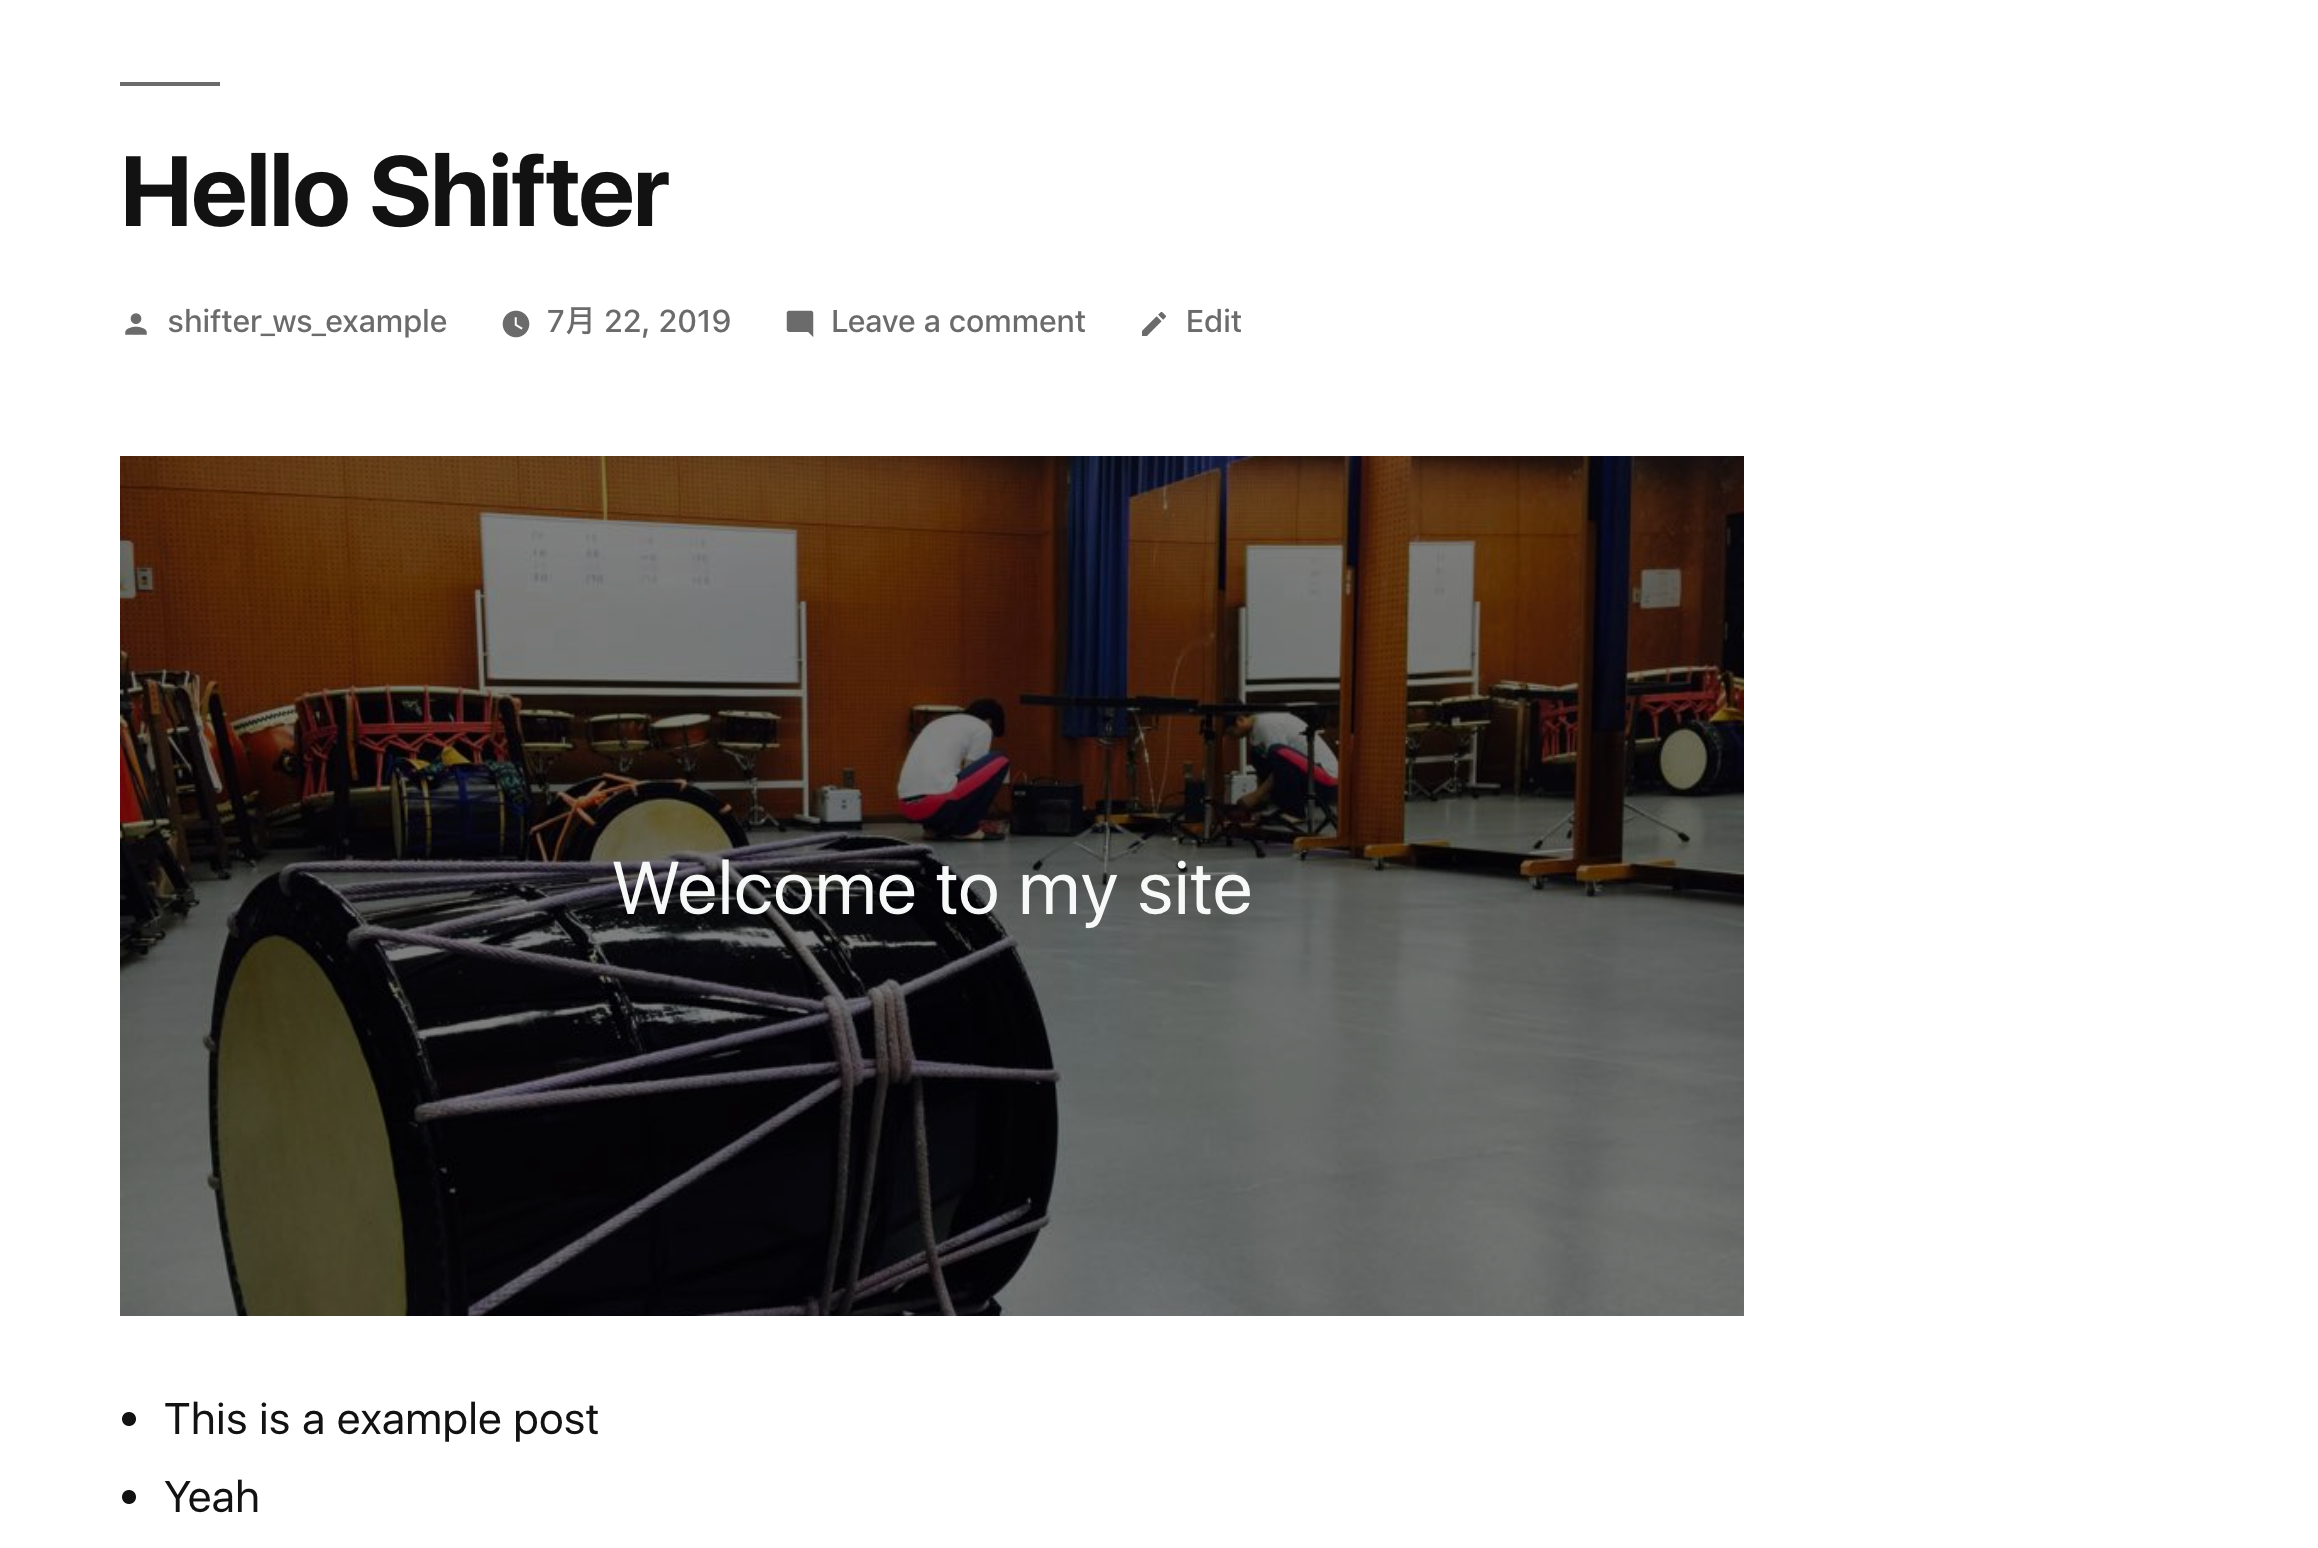 Hello Shifter
shifter_ws_example 7月 22, 2019 Leave a comment Edit
Welcome to my site
This is a example post
Yeah